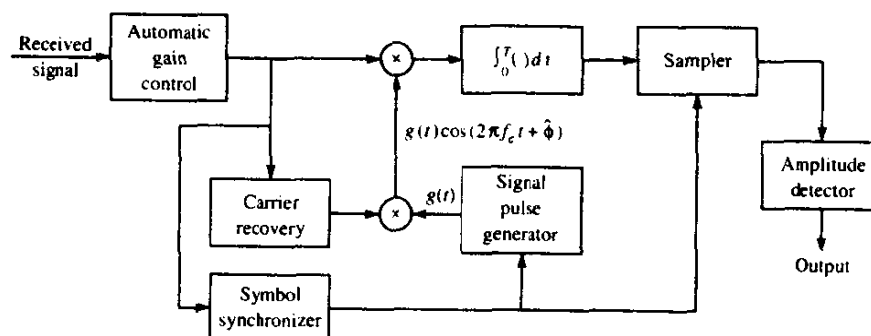 Received
signal
Automatic
gain
control
×
∫₀ᵀ( )dt
Sampler
g(t)cos(2πf_c t + ϕ̂)
Amplitude
detector
Carrier
recovery
×
g(t)
Signal
pulse
generator
Output
Symbol
synchronizer